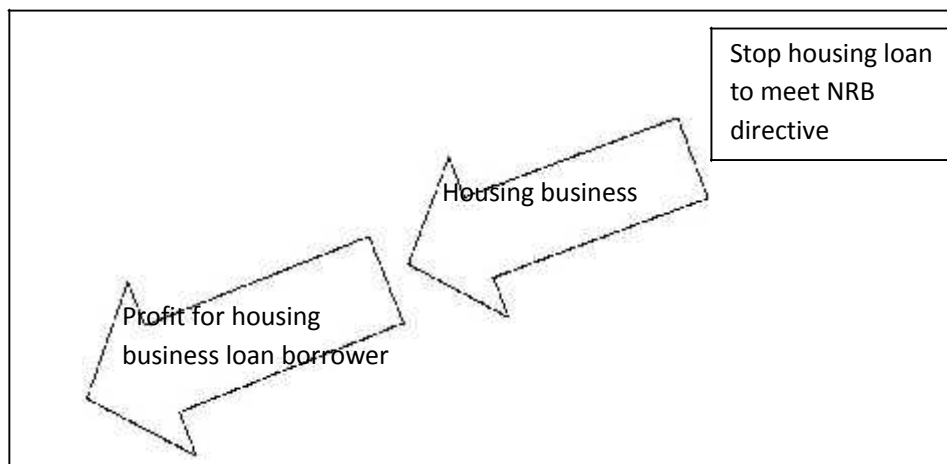 Stop housing loan
to meet NRB
directive
Housing business
Profit for housing
business loan borrower